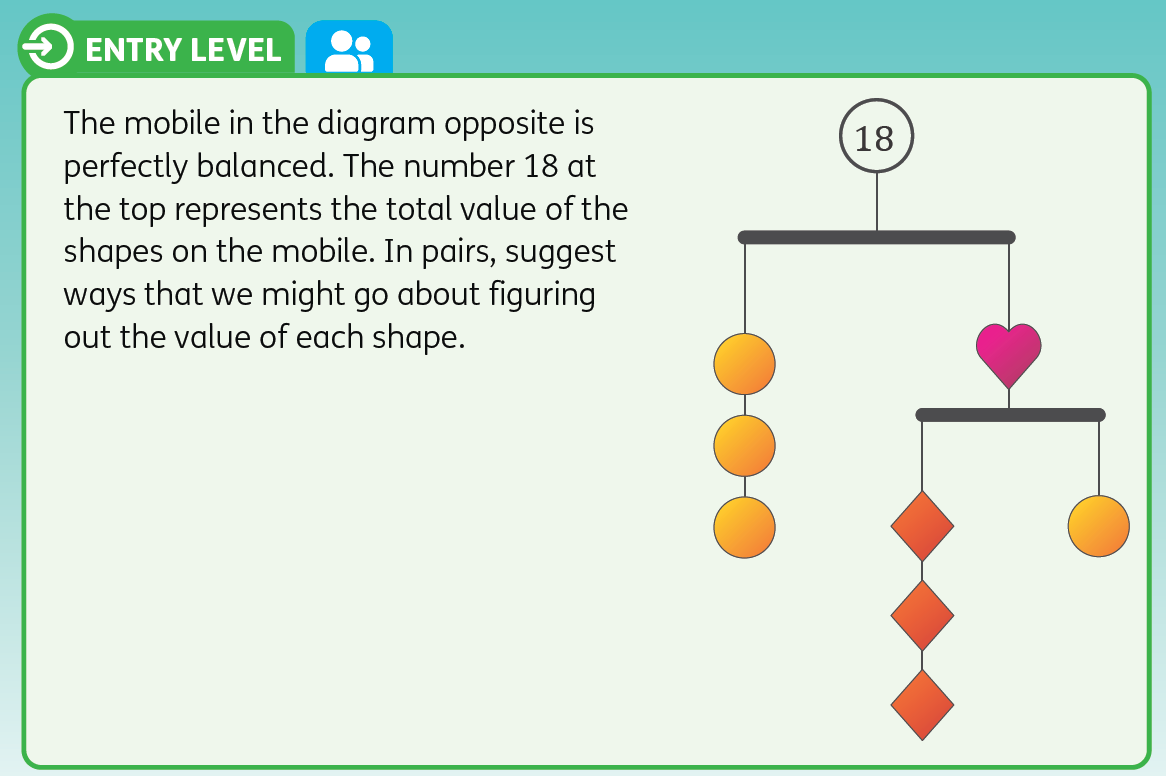 ENTRY LEVEL
The mobile in the diagram opposite is
perfectly balanced. The number 18 at
the top represents the total value of the
shapes on the mobile. In pairs, suggest
ways that we might go about figuring
out the value of each shape.
18